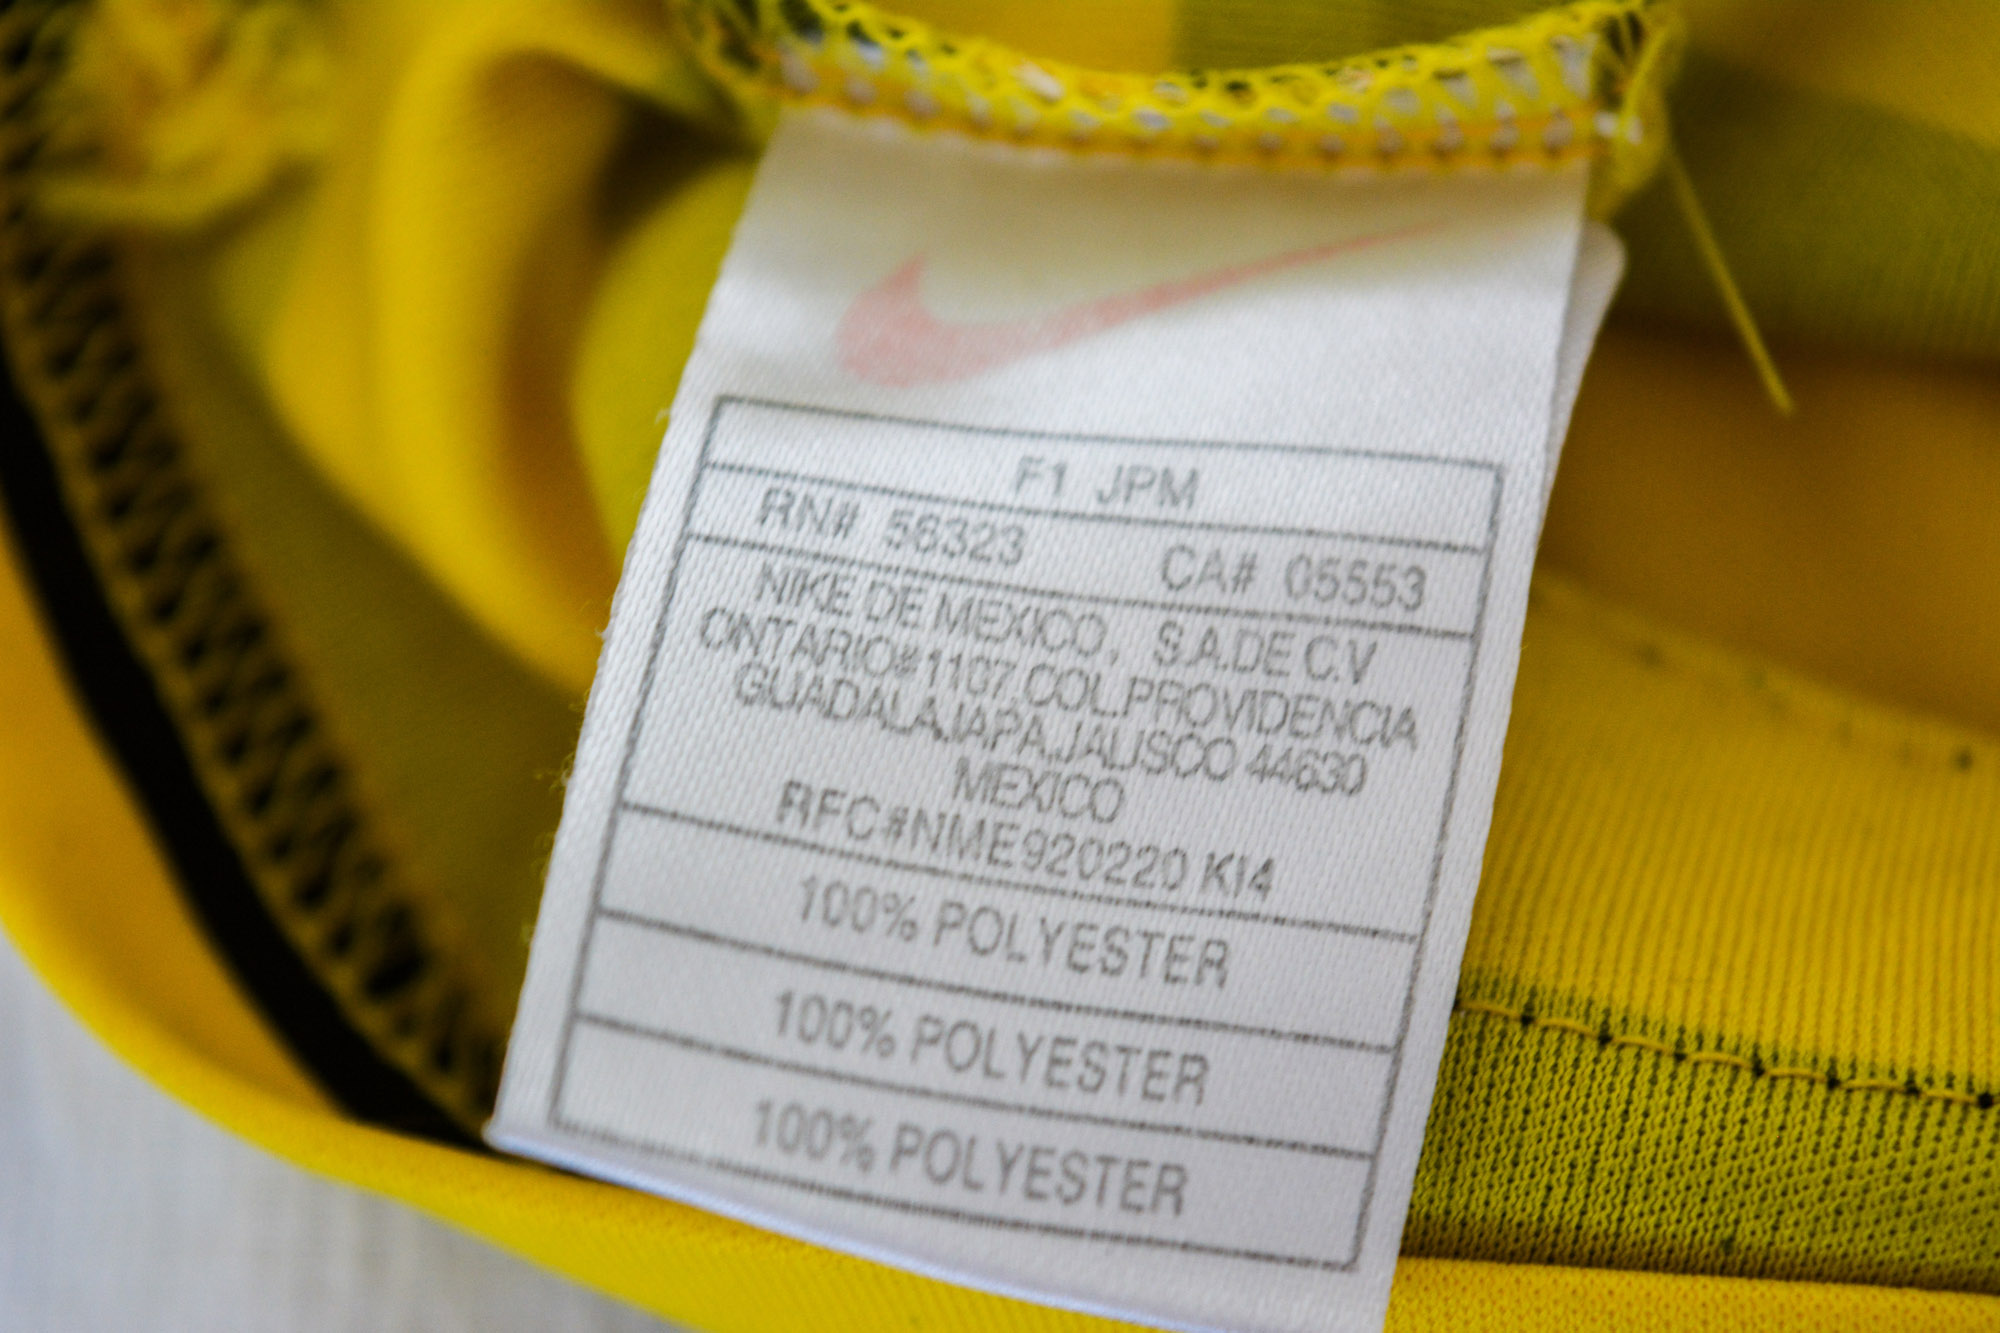 F1 JPM
RN# 56323 CA# 05553
NIKE DE MEXICO, S.A.DE C.V
ONTARIO#1107.COL.PROVIDENCIA
GUADALAJAPA,JALISCO 44630
MEXICO
RFC#NME920220 KI4
100% POLYESTER
100% POLYESTER
100% POLYESTER